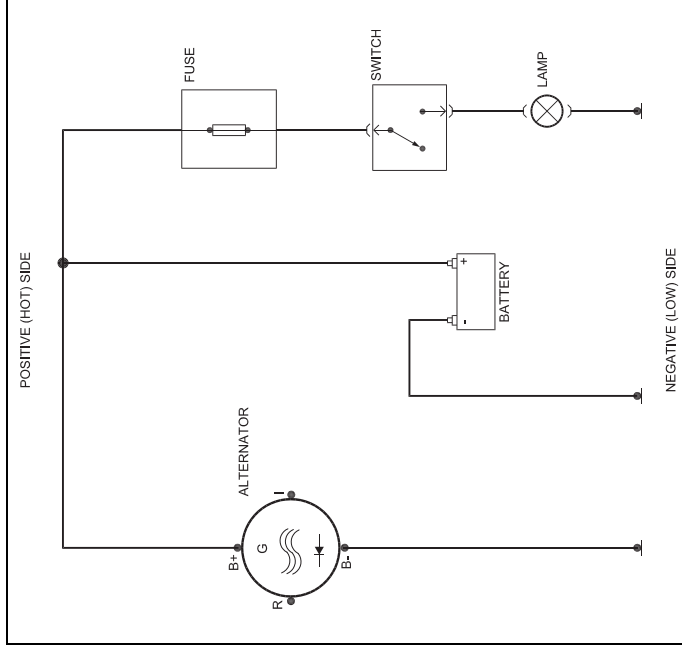 POSITIVE (HOT) SIDE
FUSE
SWITCH
LAMP
+
-
BATTERY
ALTERNATOR
B+
G
I
R
B-
NEGATIVE (LOW) SIDE